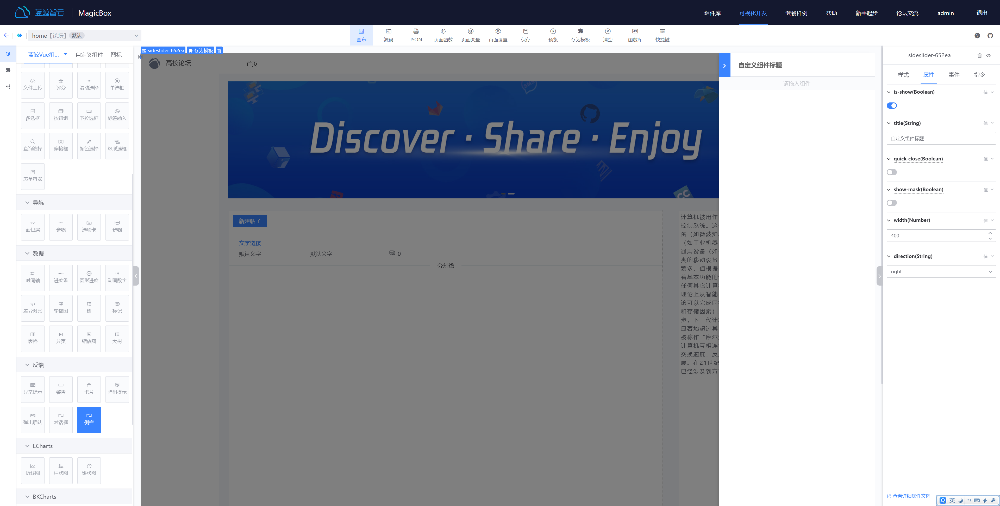 蓝鲸智云 MagicBox 组件库 可视化开发 套餐样例 帮助 新手起步 论坛交流 admin 退出
home【论坛】 默认 画布 源码 JSON 页面函数 页面变量 页面设置 保存 预览 存为模板 清空 函数库 快捷键
蓝鲸Vue组... 自定义组件 图标
文件上传 评分 滑动选择 单选框
多选框 按钮组 下拉选框 标签输入
查询选择 穿梭框 颜色选择 级联选框
表单容器
导航
面包屑 步骤 选项卡 步骤
数据
时间轴 进度条 圆形进度 动画数字
差异对比 轮播图 树 标记
表格 分页 缩放图 大树
反馈
异常提示 警告 卡片 弹出提示
弹出确认 对话框 侧栏
ECharts
折线图 柱状图 饼状图
BKCharts
sideslider-652ea 存为模板
高校论坛 首页
SMS
Discover · Share · Enjoy
CC
新建帖子
文字链接
默认文字 默认文字 0
分割线
计算机被用作
控制系统。这
备（如微波炉
（如工业机器
通用设备（如
类的移动设备
繁多，但根据
着基本功能的
任何其它计算
理论上从智能
该可以完成同
和存储因素）
步，下一代计
显著地超过其
被称作“摩尔
计算机互相连
交换速度，反
展。在21世纪
已经涉及到方
自定义组件标题
请拖入组件
sideslider-652ea
样式 属性 事件 指令
is-show(Boolean) 值
title(String) 值
自定义组件标题
quick-close(Boolean) 值
show-mask(Boolean) 值
width(Number) 值
400
direction(String) 值
right
查看详细属性文档
英